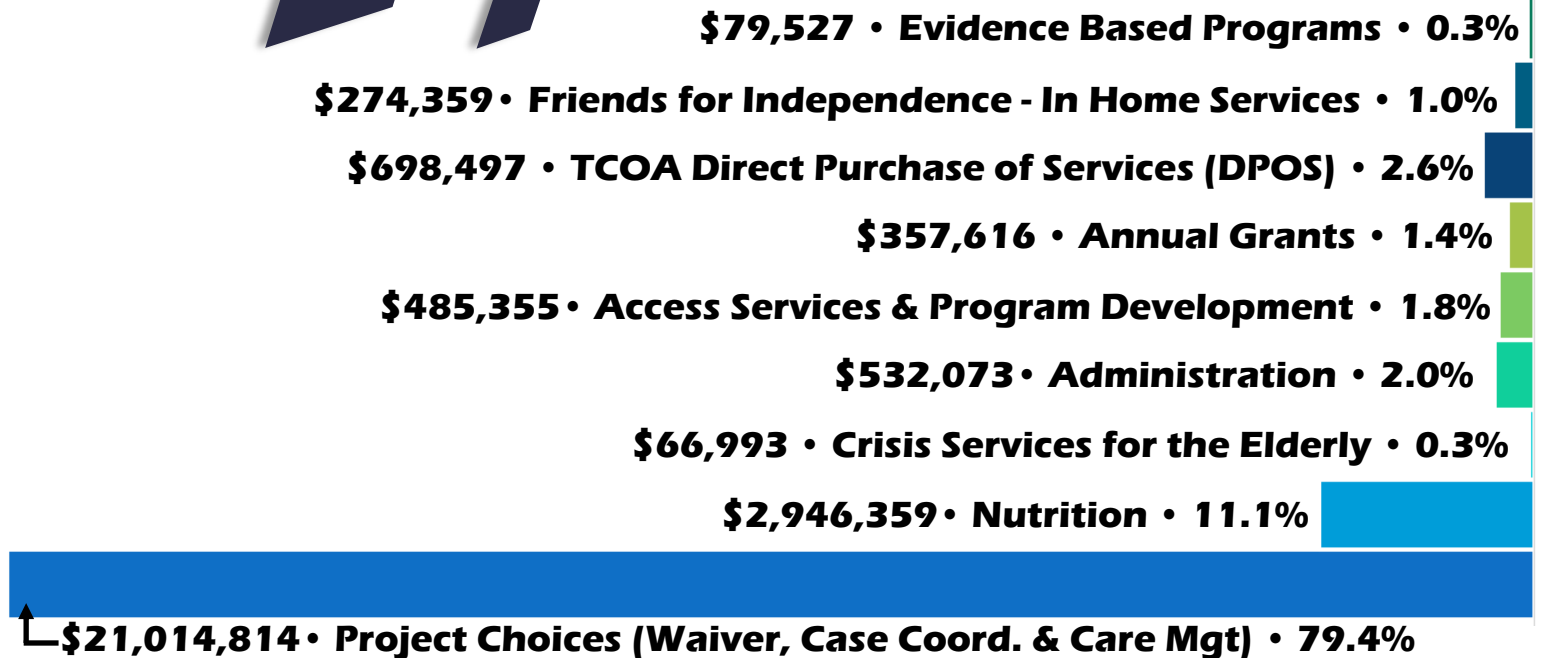 $79,527 • Evidence Based Programs • 0.3%
$274,359• Friends for Independence - In Home Services • 1.0%
$698,497 • TCOA Direct Purchase of Services (DPOS) • 2.6%
$357,616 • Annual Grants • 1.4%
$485,355• Access Services & Program Development • 1.8%
$532,073• Administration • 2.0%
$66,993 • Crisis Services for the Elderly • 0.3%
$2,946,359• Nutrition • 11.1%
$21,014,814• Project Choices (Waiver, Case Coord. & Care Mgt) • 79.4%